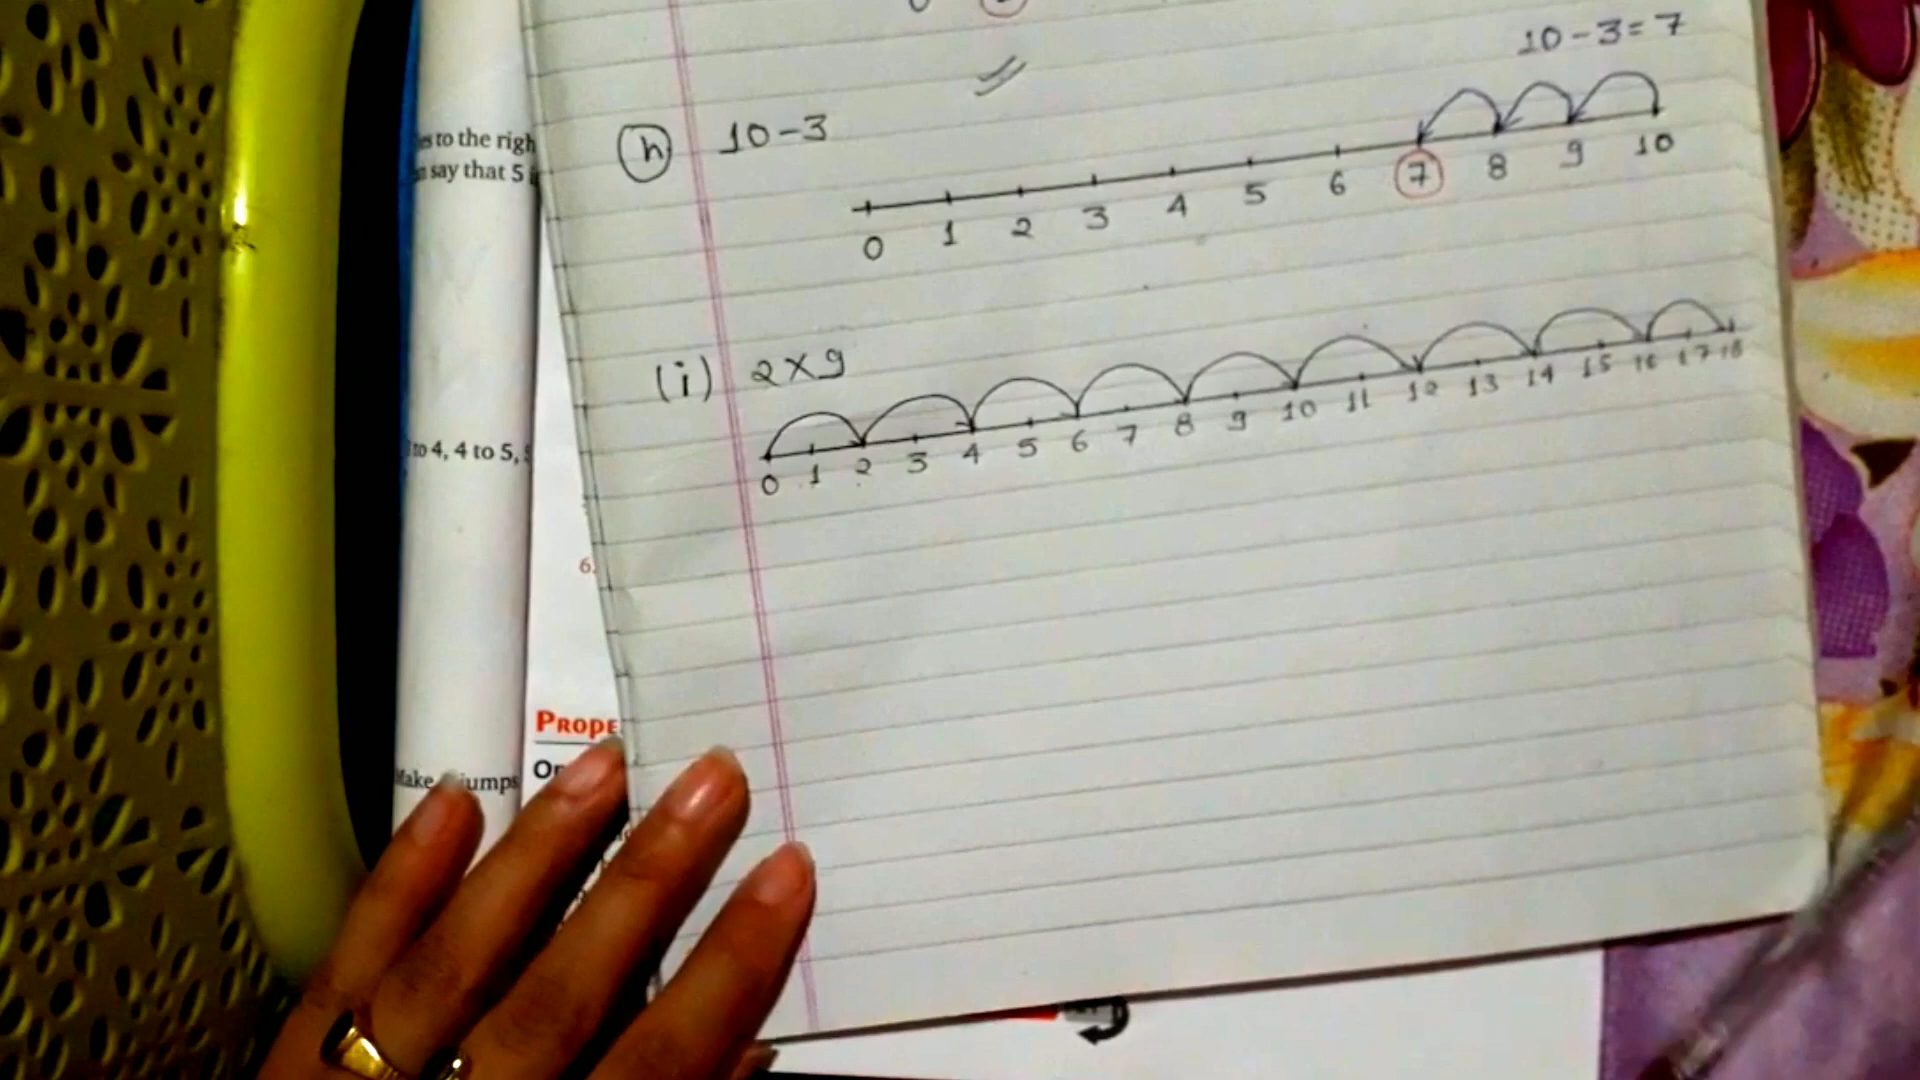 10-3=7
(h) 10-3
0 1 2 3 4 5 6 7 8 9 10
(i) 2x9
0 1 2 3 4 5 6 7 8 9 10 11 12 13 14 15 16 17 18
to the righ
say that 5
to 4, 4 to 5,
6.
PROPE
jumps